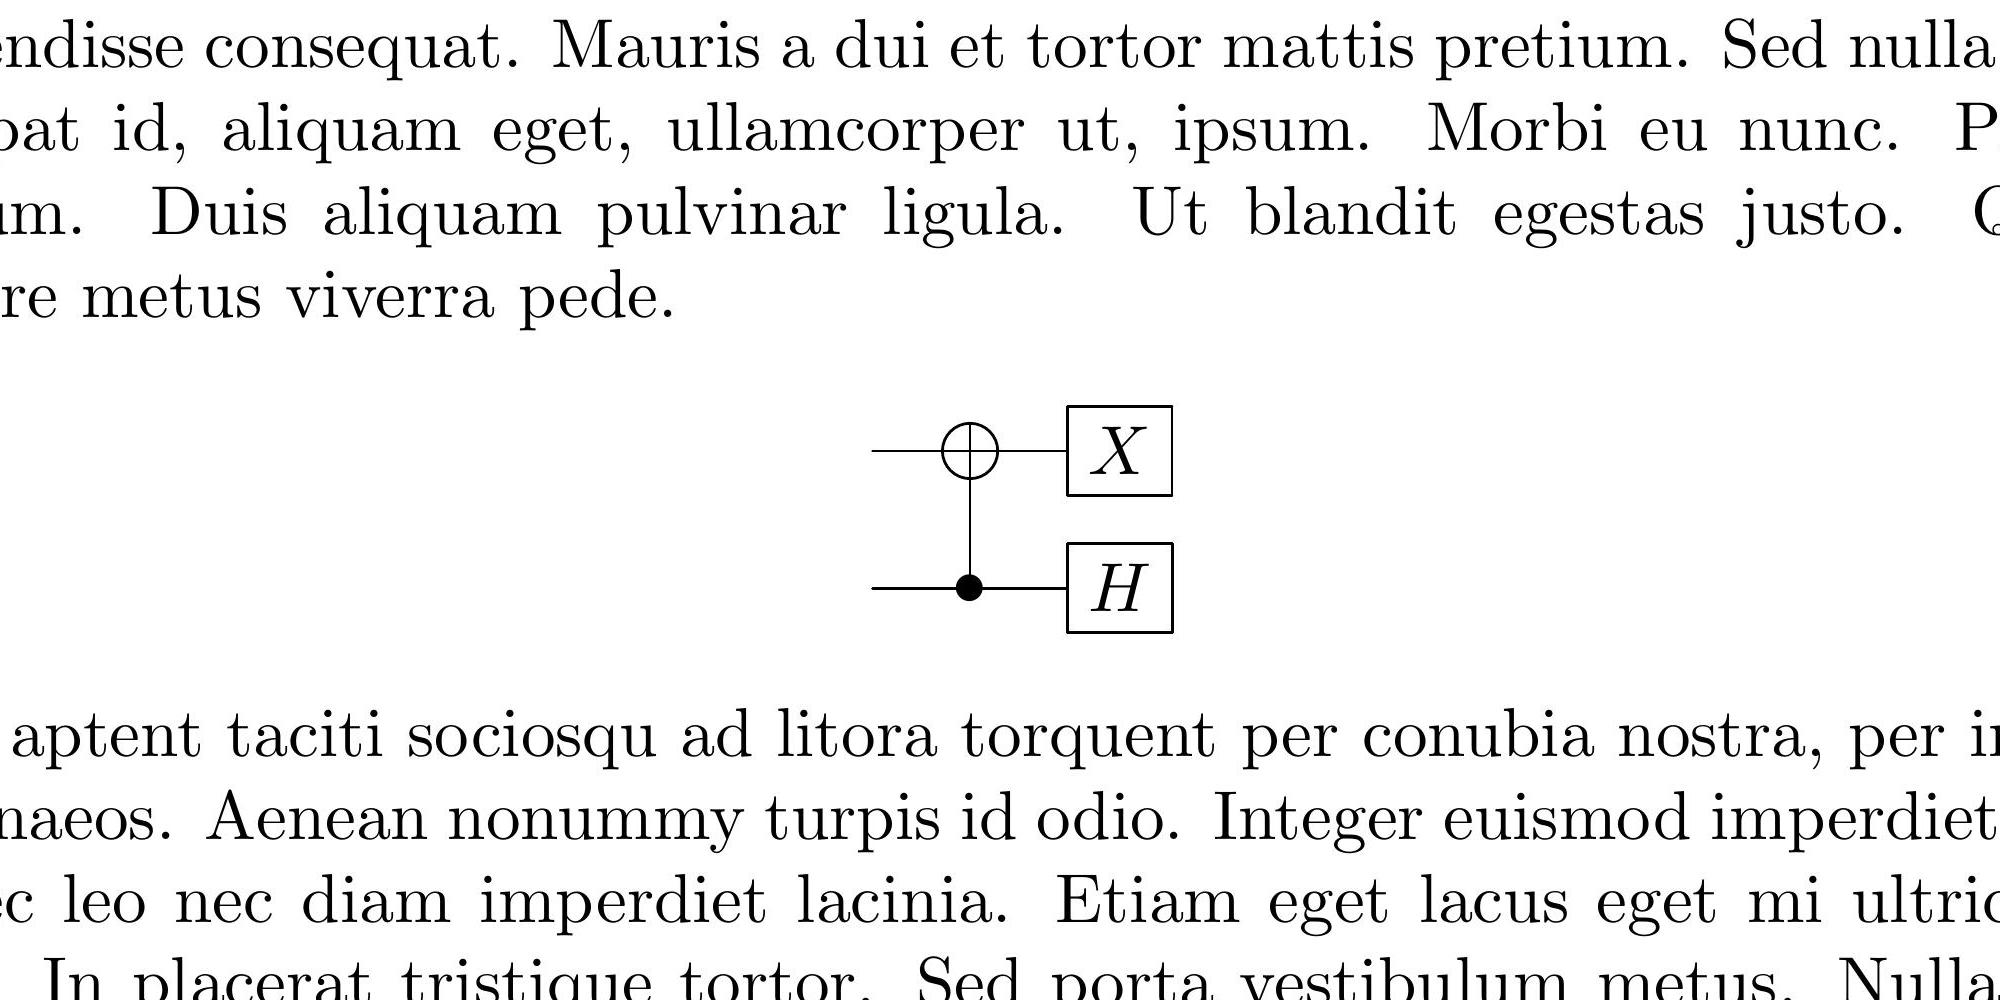 endisse consequat. Mauris a dui et tortor mattis pretium. Sed nulla
pat id, aliquam eget, ullamcorper ut, ipsum. Morbi eu nunc. P
um. Duis aliquam pulvinar ligula. Ut blandit egestas justo. Q
re metus viverra pede.
X
H
aptent taciti sociosqu ad litora torquent per conubia nostra, per in
naeos. Aenean nonummy turpis id odio. Integer euismod imperdiet
ec leo nec diam imperdiet lacinia. Etiam eget lacus eget mi ultric
In placerat tristique tortor. Sed porta vestibulum metus. Nulla